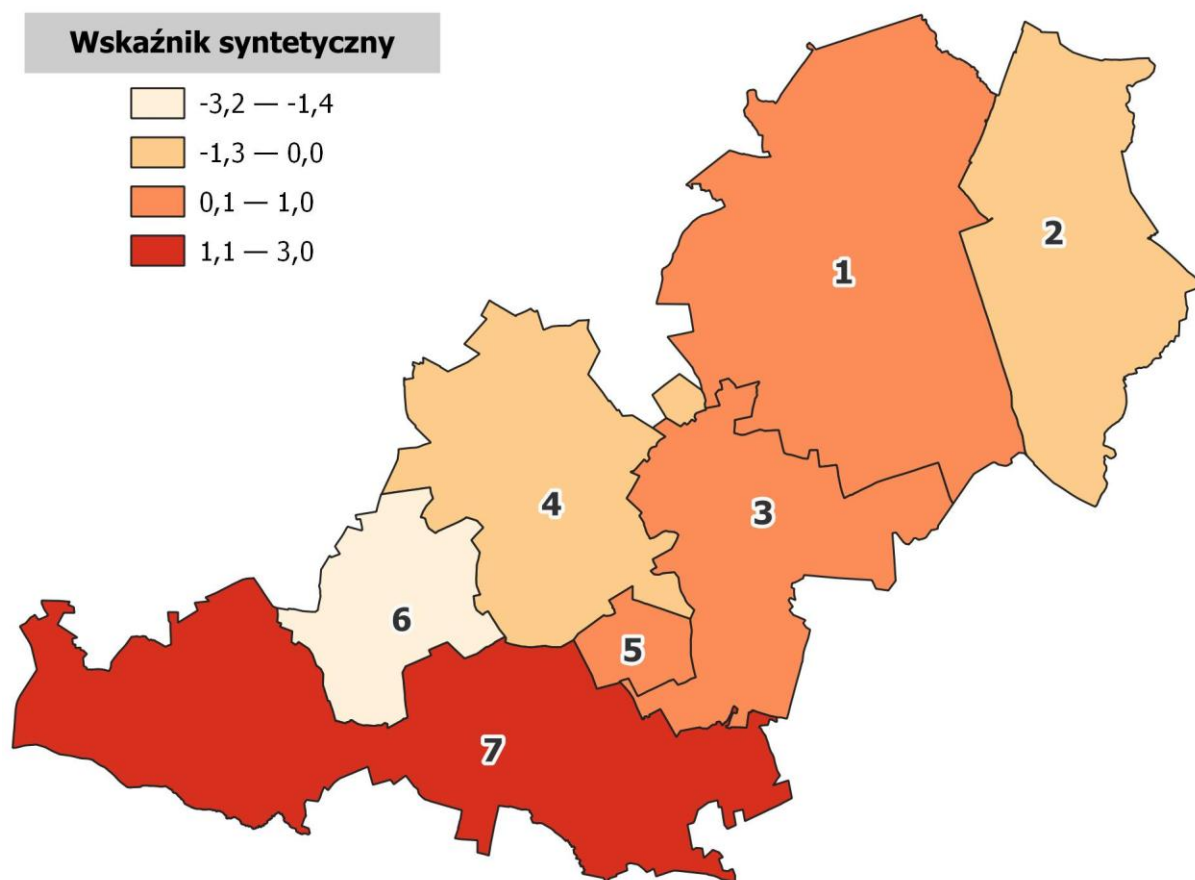 Wskaźnik syntetyczny
-3,2 — -1,4
-1,3 — 0,0
0,1 — 1,0
1,1 — 3,0
1
2
3
4
5
6
7